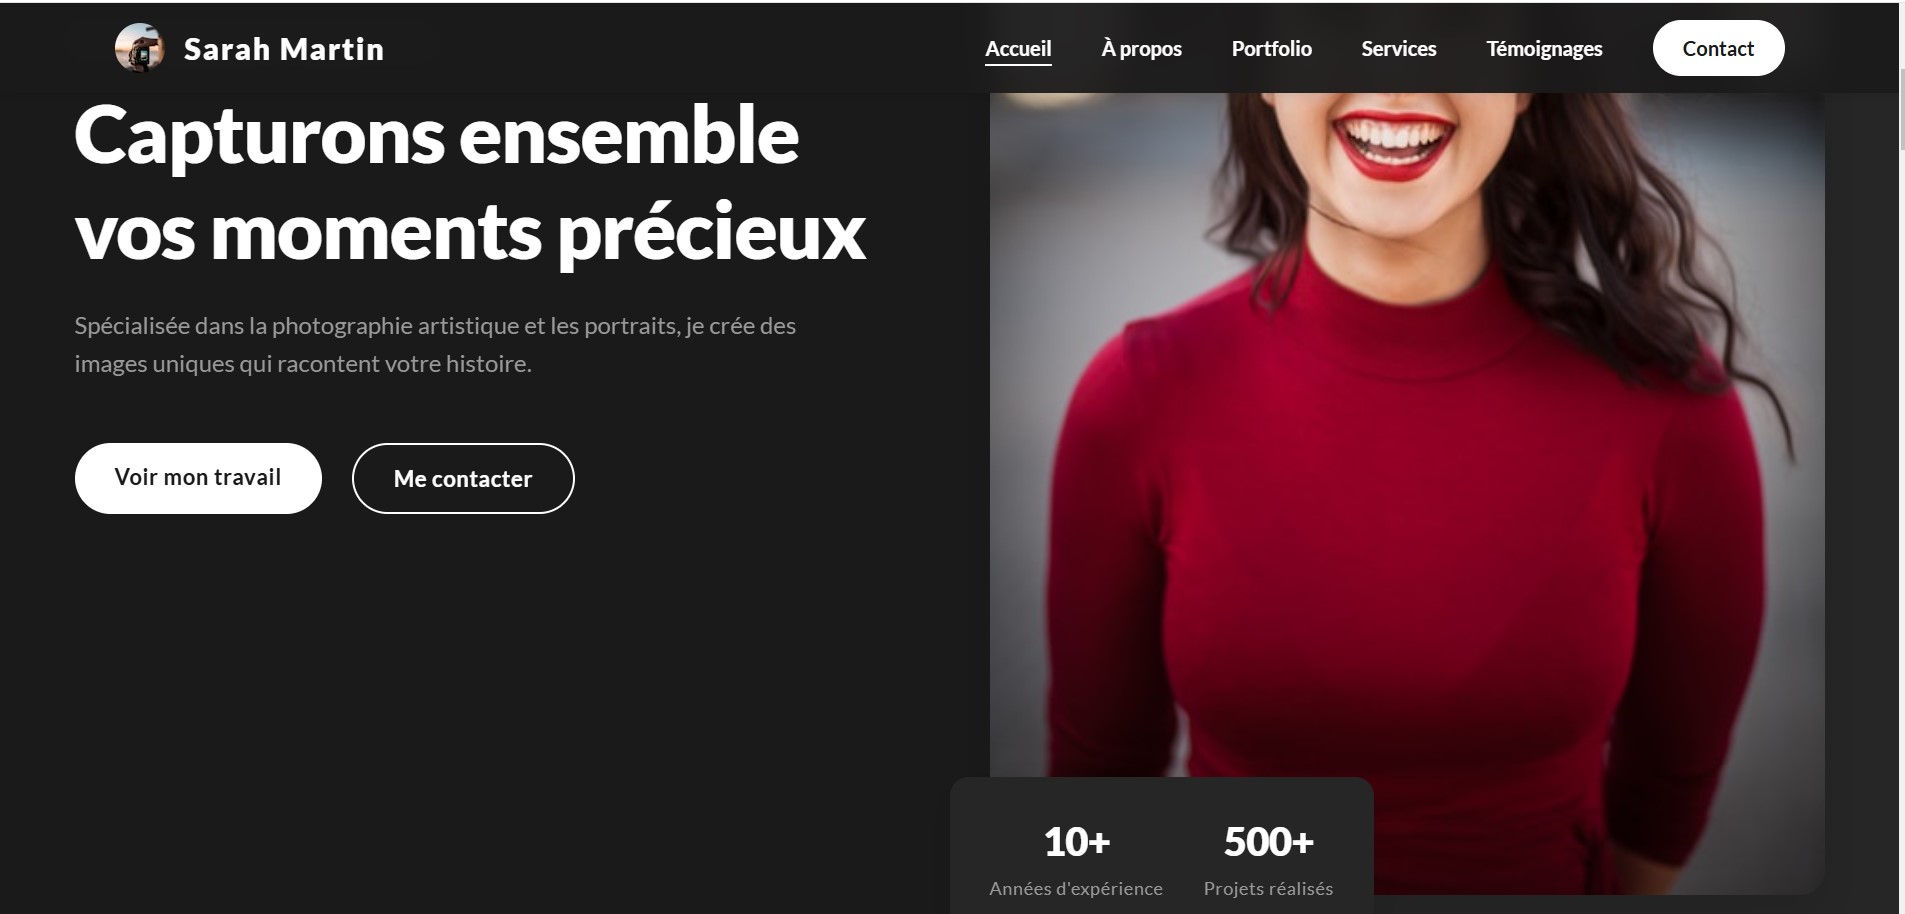 Sarah Martin
Accueil
À propos
Portfolio
Services
Témoignages
Contact
Capturons ensemble
vos moments précieux
Spécialisée dans la photographie artistique et les portraits, je crée des
images uniques qui racontent votre histoire.
Voir mon travail
Me contacter
10+
Années d'expérience
500+
Projets réalisés